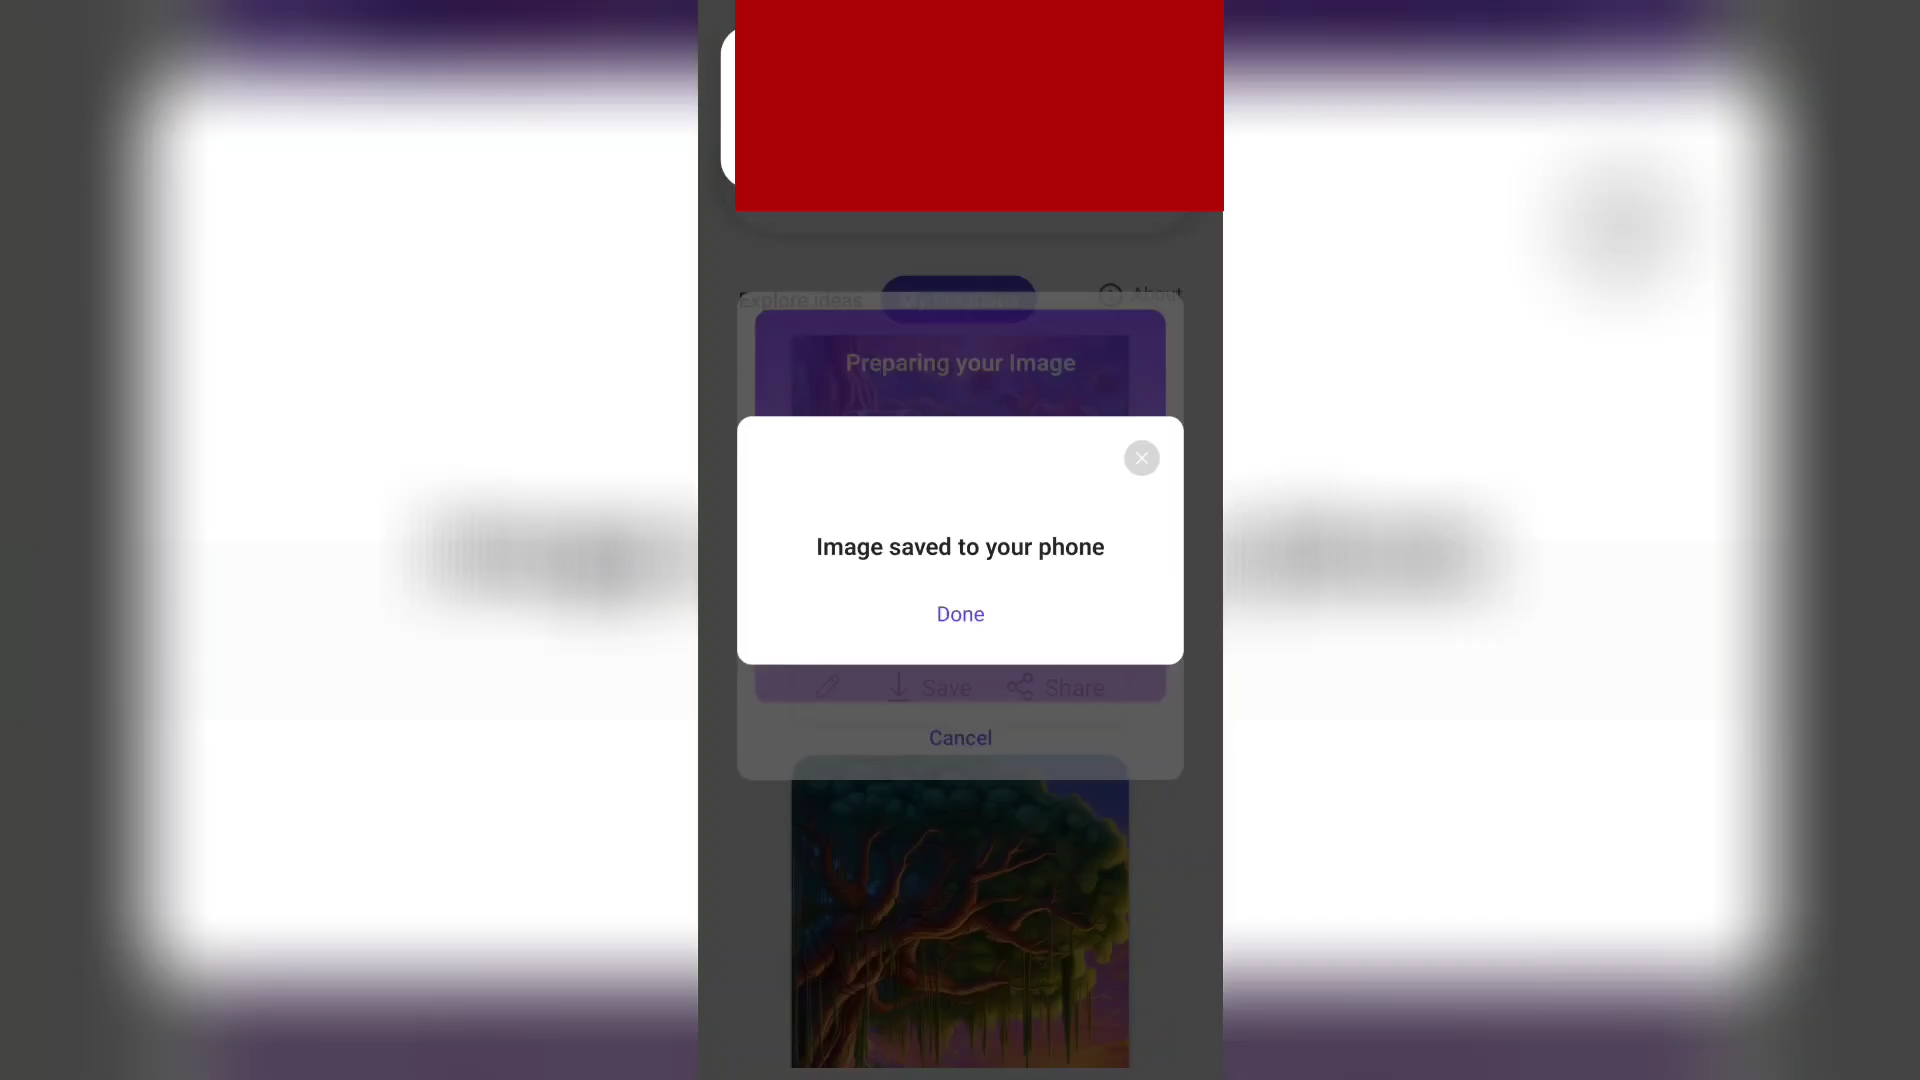 Explore ideas
About
Preparing your Image
Image saved to your phone
Done
Save
Share
Cancel